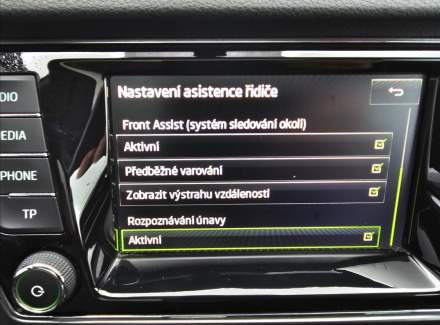 Nastavení asistence řidiče
Front Assist (systém sledování okolí)
Aktivní
Předběžné varování
Zobrazit výstrahu vzdálenosti
Rozpoznávání únavy
Aktivní
DIO
EDIA
PHONE
TP